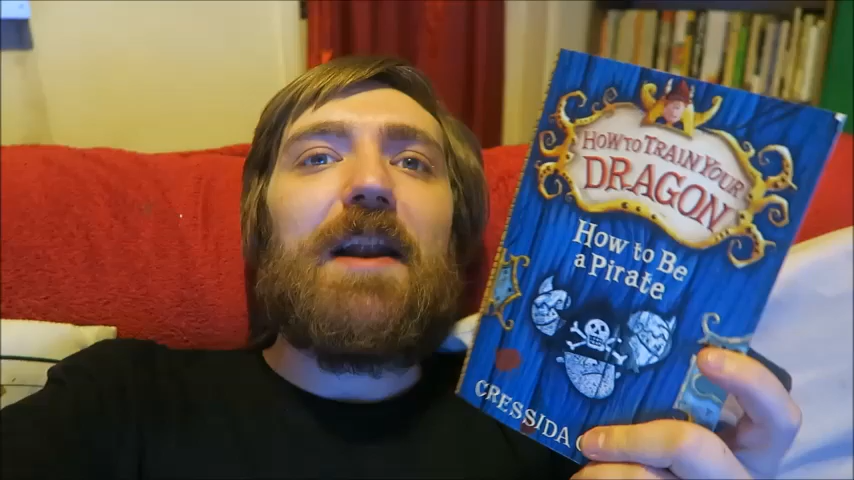 HOW TO TRAIN YOUR
DRAGON
HOW to BE
a PIRATE
CRESSIDA